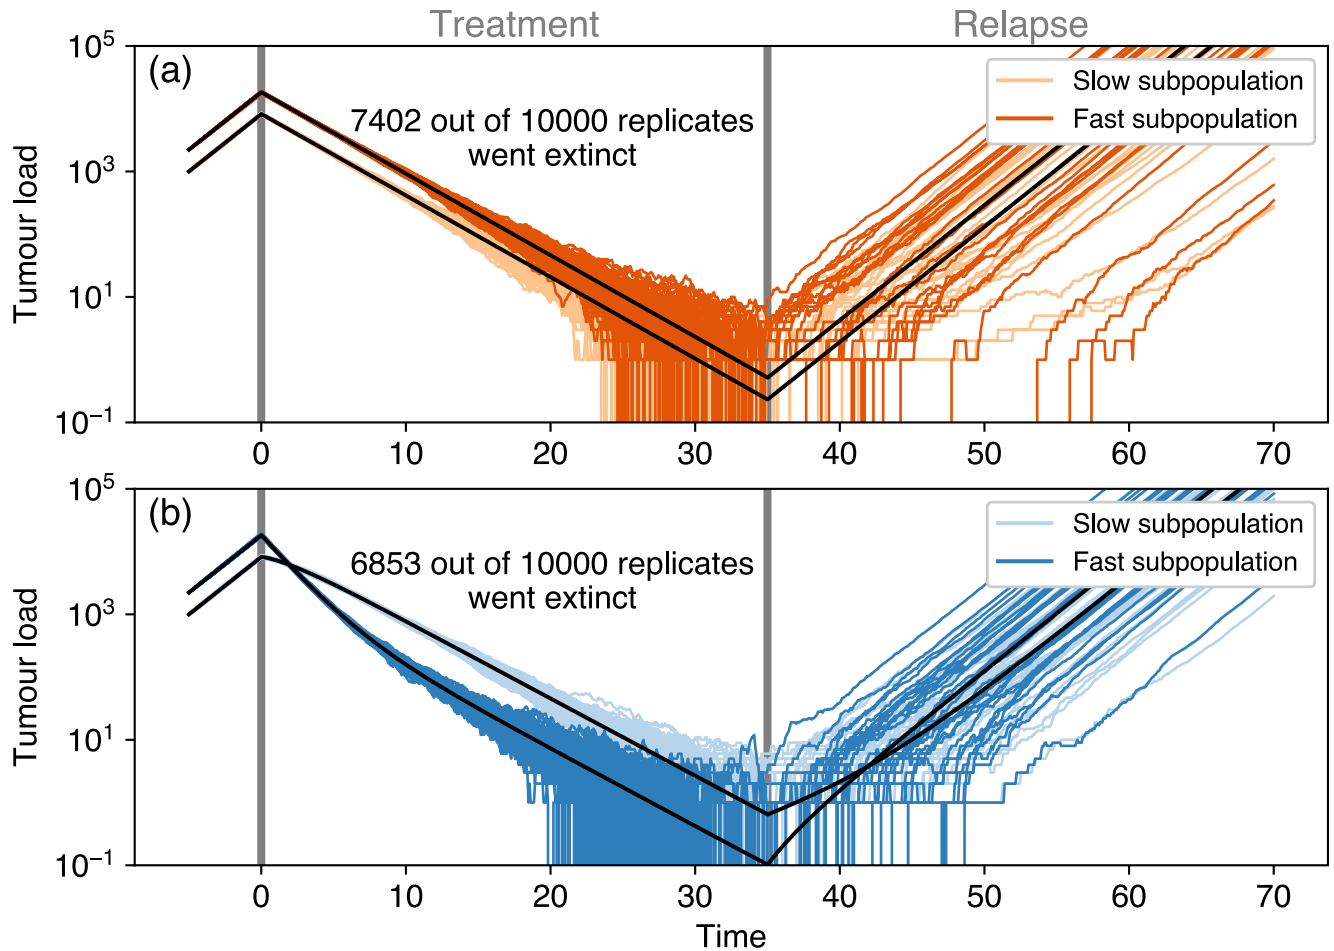 Treatment
Relapse
(a)
7402 out of 10000 replicates
went extinct
Slow subpopulation
Fast subpopulation
Tumour load
10^5
10^3
10^1
10^−1
0 10 20 30 40 50 60 70
(b)
6853 out of 10000 replicates
went extinct
Slow subpopulation
Fast subpopulation
Tumour load
10^5
10^3
10^1
10^−1
0 10 20 30 40 50 60 70
Time